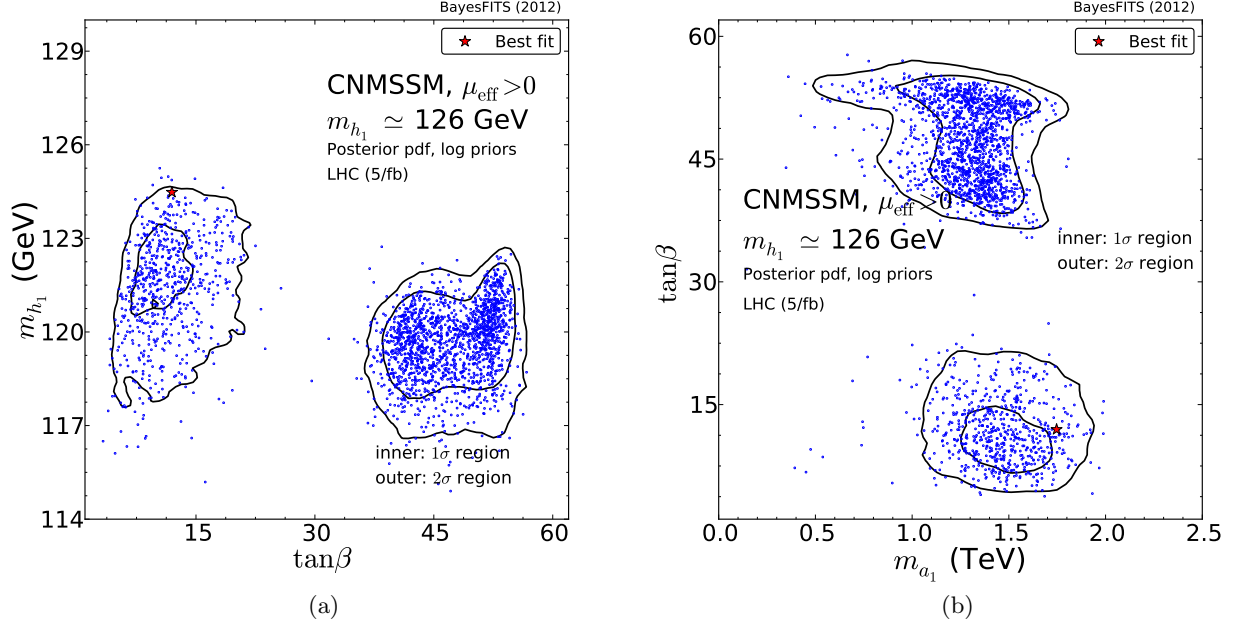 BayesFITS (2012)
Best fit
CNMSSM, μeff>0
mh1 ≃ 126 GeV
Posterior pdf, log priors
LHC (5/fb)
inner: 1σ region
outer: 2σ region
129
126
123
120
117
114
mh1 (GeV)
15
30
45
60
tanβ
(a)
BayesFITS (2012)
Best fit
CNMSSM, μeff>0
mh1 ≃ 126 GeV
Posterior pdf, log priors
LHC (5/fb)
inner: 1σ region
outer: 2σ region
60
45
30
15
tanβ
0.0
0.5
1.0
1.5
2.0
2.5
ma1 (TeV)
(b)